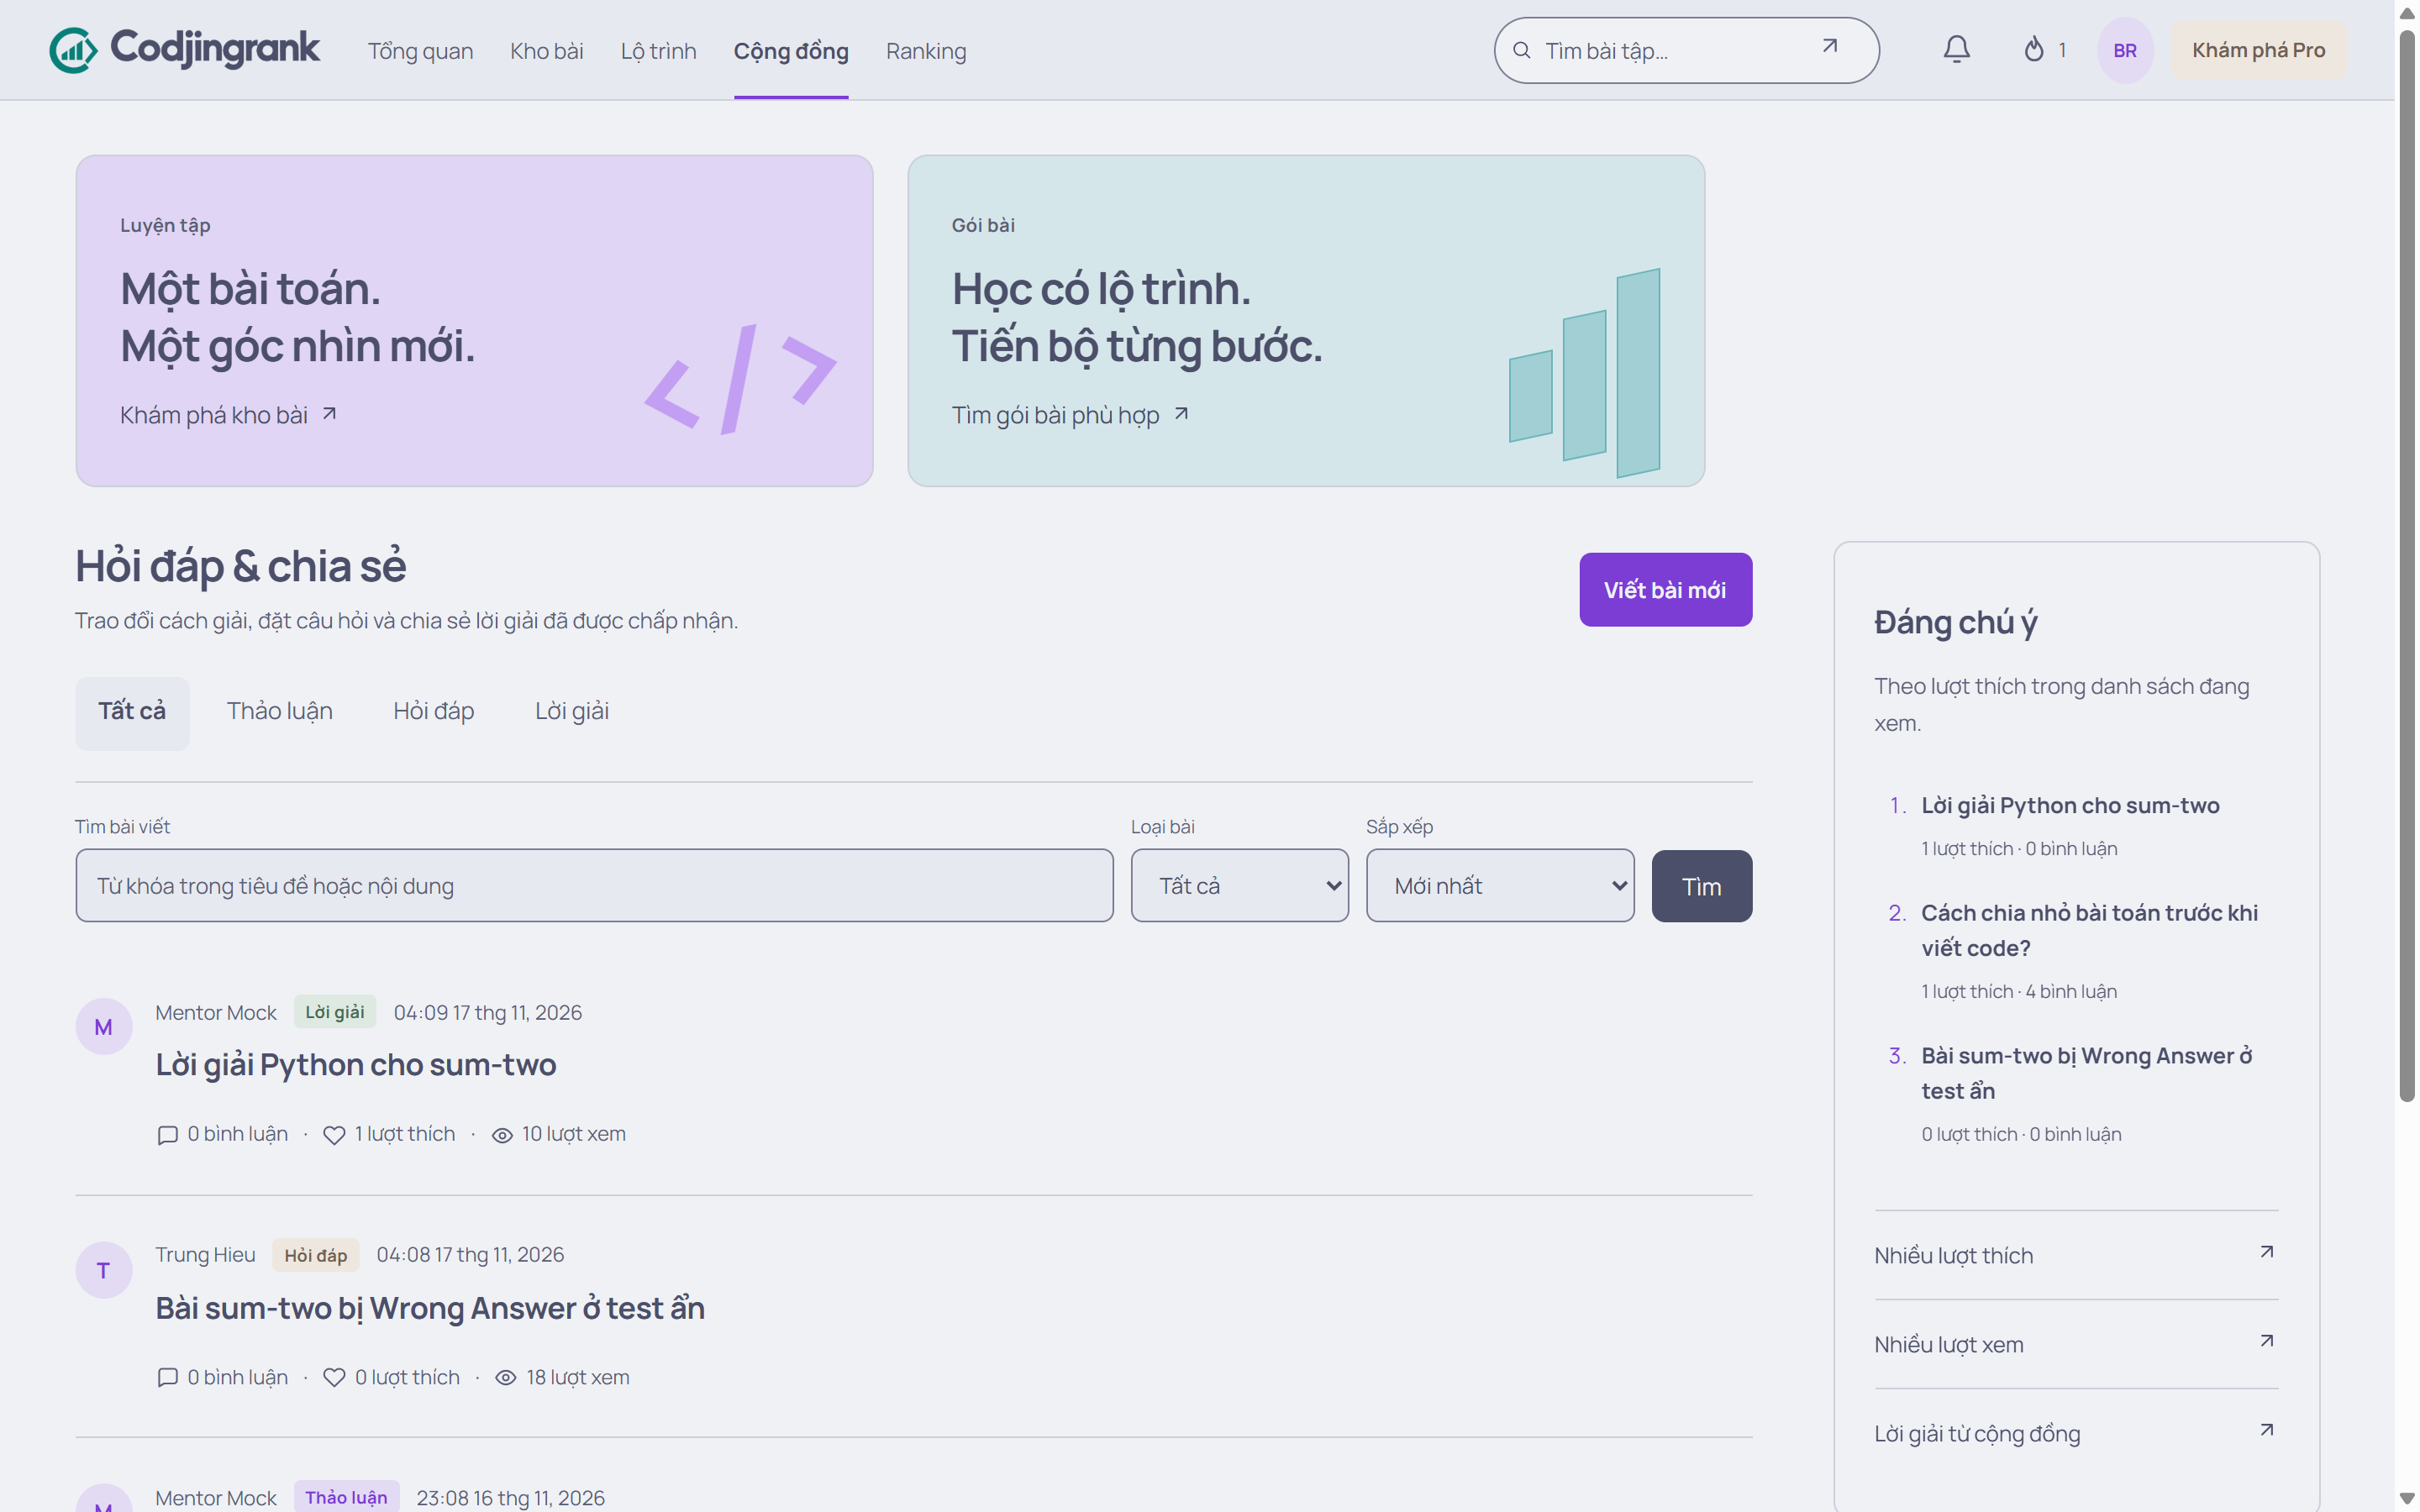 Codjingrank
Tổng quan
Kho bài
Lộ trình
Cộng đồng
Ranking
Tìm bài tập...
1
BR
Khám phá Pro
Luyện tập
Một bài toán.
Một góc nhìn mới.
Khám phá kho bài
</>
Gói bài
Học có lộ trình.
Tiến bộ từng bước.
Tìm gói bài phù hợp
Hỏi đáp & chia sẻ
Trao đổi cách giải, đặt câu hỏi và chia sẻ lời giải đã được chấp nhận.
Viết bài mới
Tất cả
Thảo luận
Hỏi đáp
Lời giải
Tìm bài viết
Loại bài
Sắp xếp
Từ khóa trong tiêu đề hoặc nội dung
Tất cả
Mới nhất
Tìm
M
Mentor Mock
Lời giải
04:09 17 thg 11, 2026
Lời giải Python cho sum-two
0 bình luận · 1 lượt thích · 10 lượt xem
T
Trung Hieu
Hỏi đáp
04:08 17 thg 11, 2026
Bài sum-two bị Wrong Answer ở test ẩn
0 bình luận · 0 lượt thích · 18 lượt xem
M
Mentor Mock
Thảo luận
23:08 16 thg 11, 2026
Đáng chú ý
Theo lượt thích trong danh sách đang
xem.
1. Lời giải Python cho sum-two
1 lượt thích · 0 bình luận
2. Cách chia nhỏ bài toán trước khi
viết code?
1 lượt thích · 4 bình luận
3. Bài sum-two bị Wrong Answer ở
test ẩn
0 lượt thích · 0 bình luận
Nhiều lượt thích
Nhiều lượt xem
Lời giải từ cộng đồng